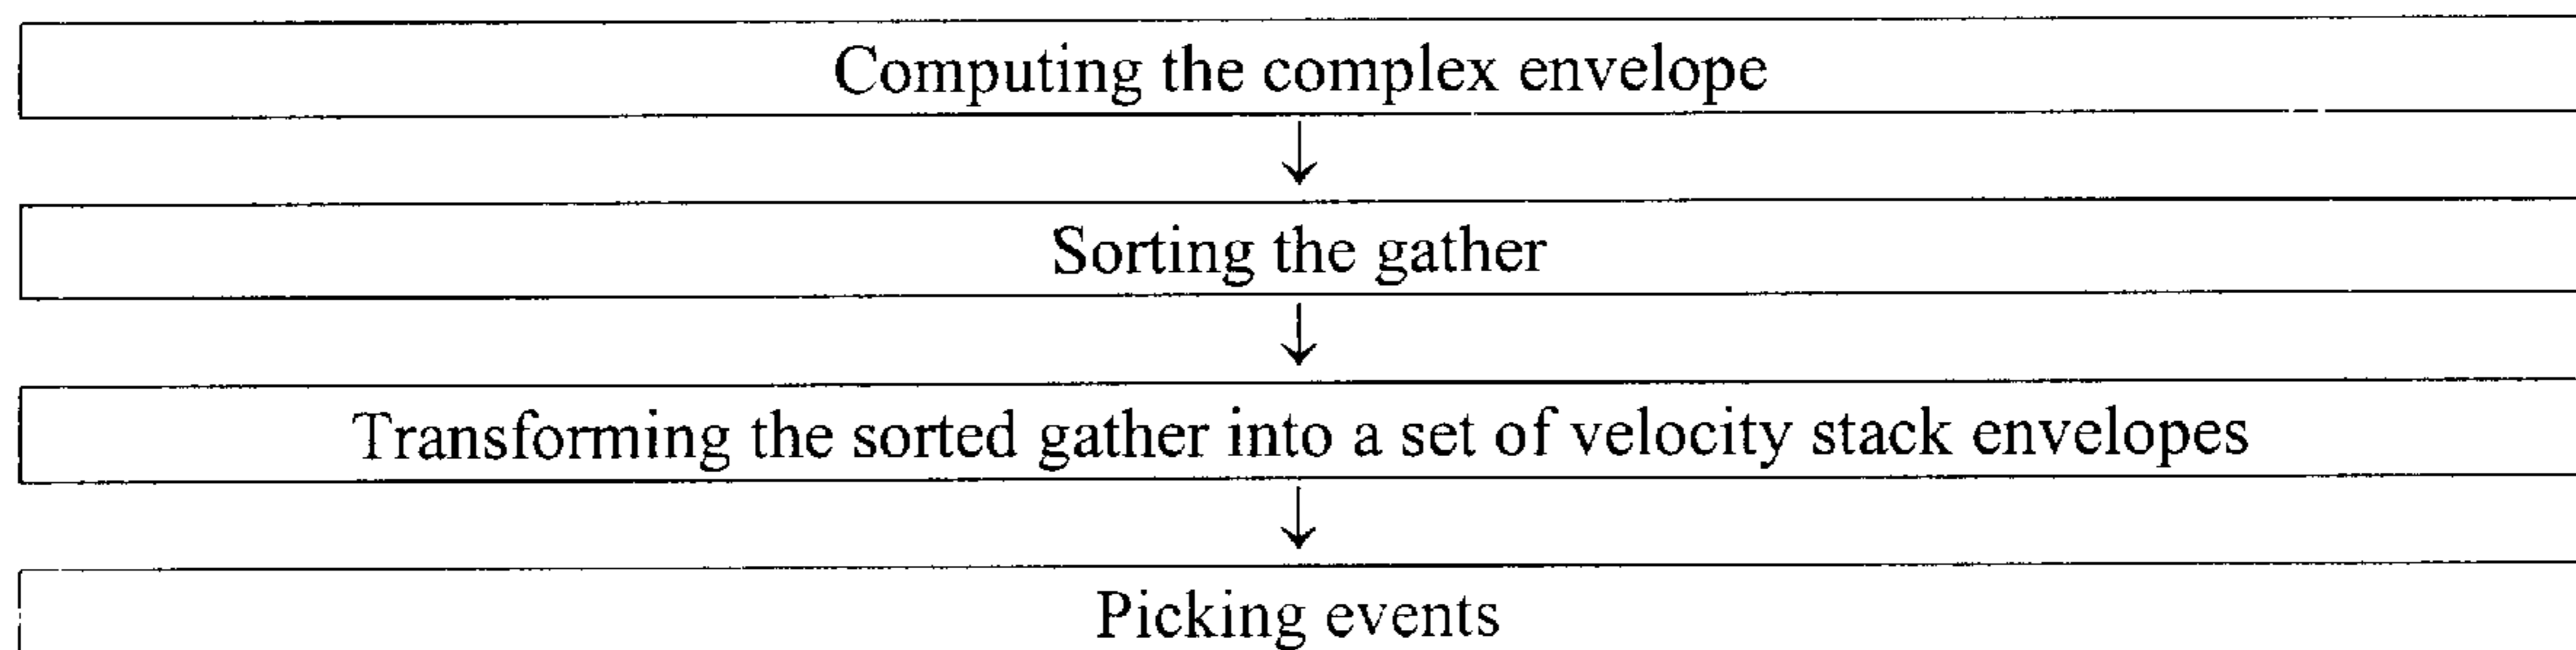 Computing the complex envelope
Sorting the gather
Transforming the sorted gather into a set of velocity stack envelopes
Picking events